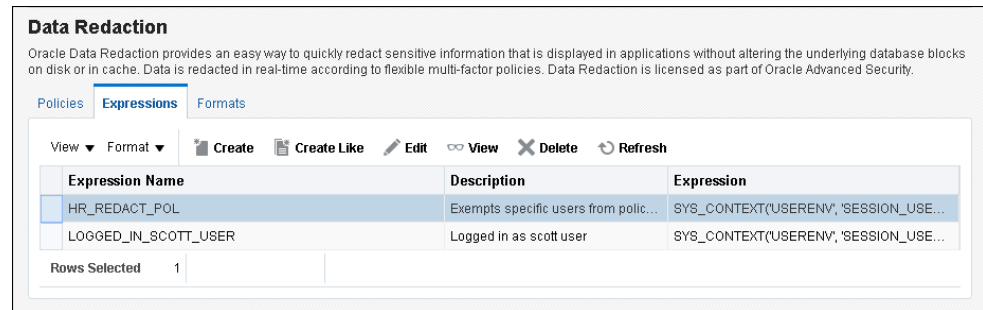 Data Redaction
Oracle Data Redaction provides an easy way to quickly redact sensitive information that is displayed in applications without altering the underlying database blocks
on disk or in cache. Data is redacted in real-time according to flexible multi-factor policies. Data Redaction is licensed as part of Oracle Advanced Security.
Policies Expressions Formats
View Format Create Create Like Edit View Delete Refresh
Expression Name Description Expression
HR_REDACT_POL Exempts specific users from polic... SYS_CONTEXT('USERENV', 'SESSION_USE...
LOGGED_IN_SCOTT_USER Logged in as scott user SYS_CONTEXT('USERENV', 'SESSION_USE...
Rows Selected 1